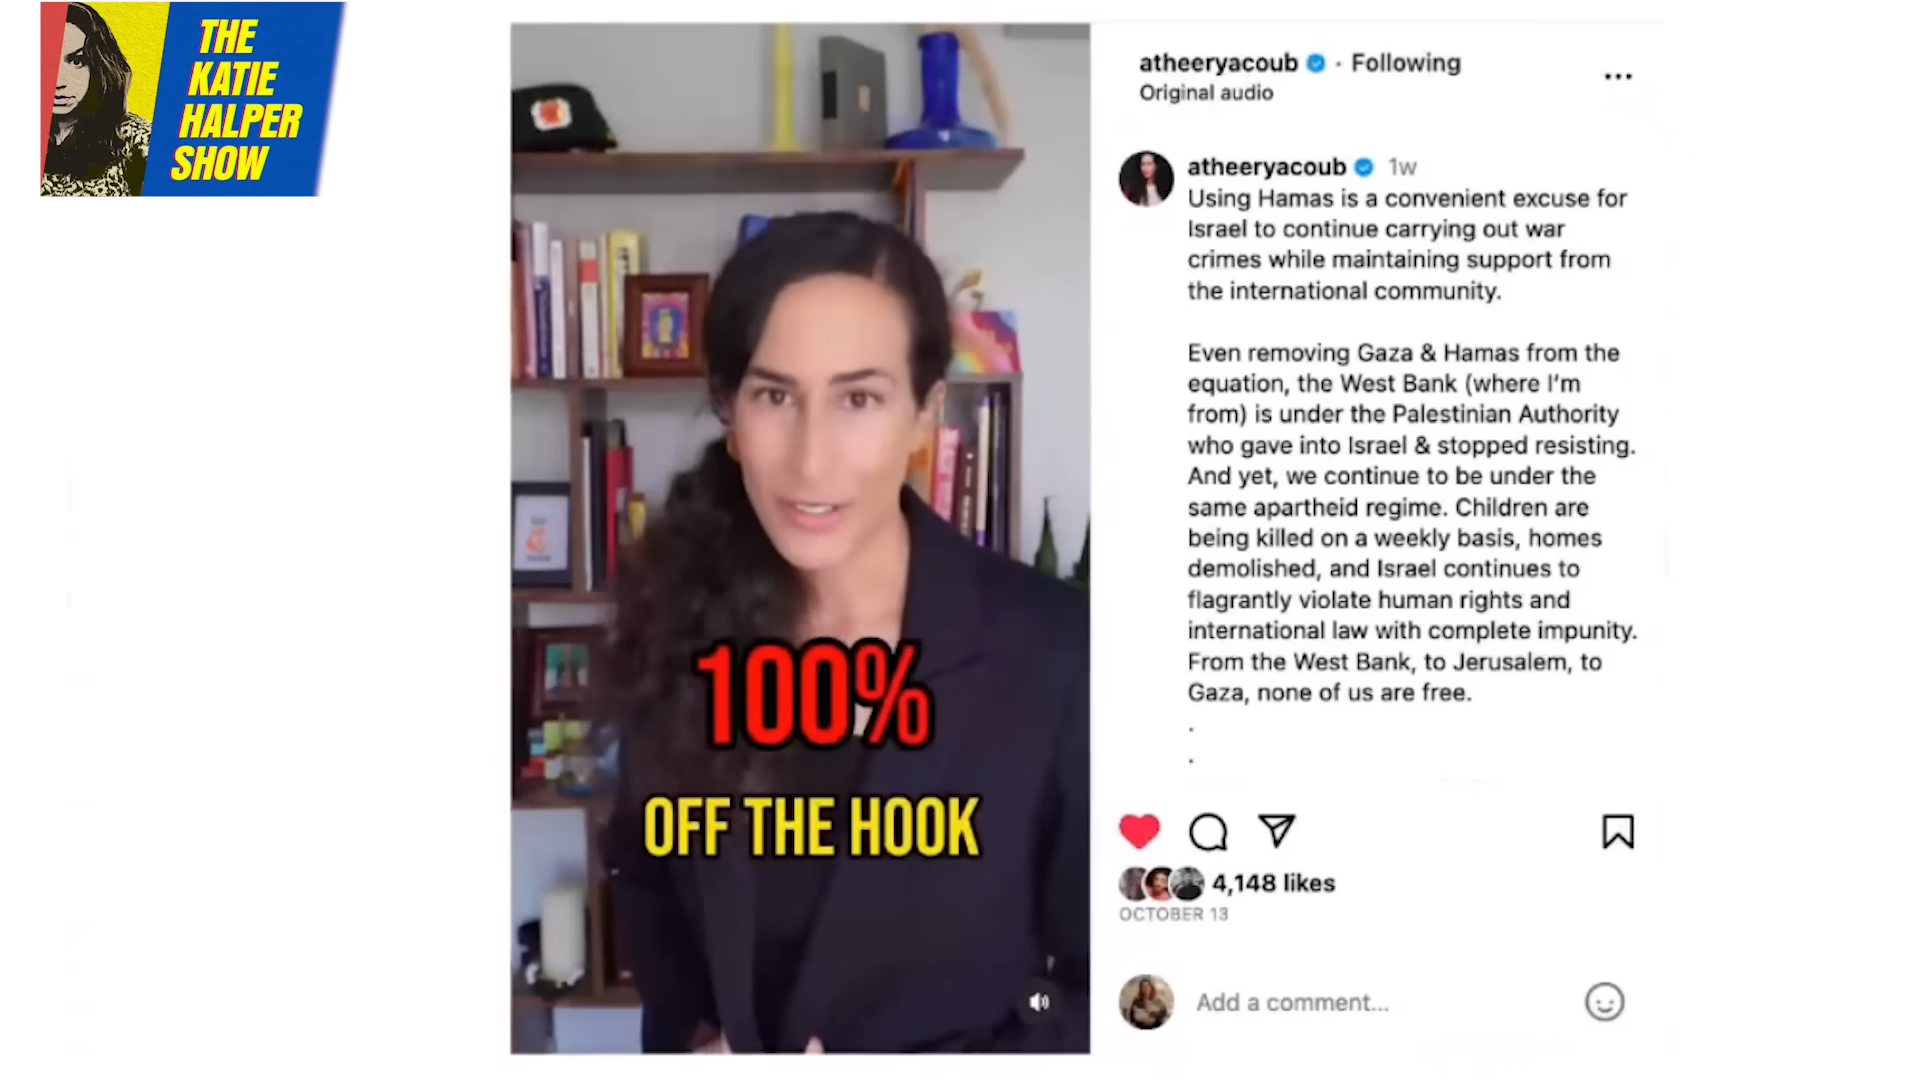 THE
KATIE
HALPER
SHOW
atheeryacoub · Following
Original audio
atheeryacoub 1w
Using Hamas is a convenient excuse for
Israel to continue carrying out war
crimes while maintaining support from
the international community.
Even removing Gaza & Hamas from the
equation, the West Bank (where I'm
from) is under the Palestinian Authority
who gave into Israel & stopped resisting.
And yet, we continue to be under the
same apartheid regime. Children are
being killed on a weekly basis, homes
demolished, and Israel continues to
flagrantly violate human rights and
international law with complete impunity.
From the West Bank, to Jerusalem, to
Gaza, none of us are free.
.
.
4,148 likes
OCTOBER 13
Add a comment...
100%
OFF THE HOOK